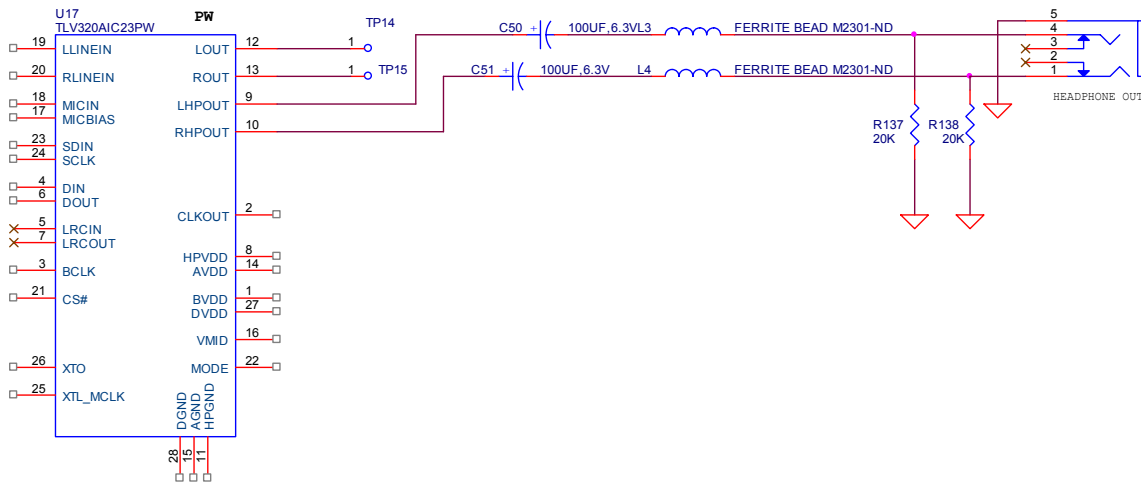 U17
TLV320AIC23PW
PW
19 LLINEIN
20 RLINEIN
18 MICIN
17 MICBIAS
23 SDIN
24 SCLK
4 DIN
6 DOUT
5 LRCIN
7 LRCOUT
3 BCLK
21 CS#
26 XTO
25 XTL_MCLK
LOUT 12
ROUT 13
LHPOUT 9
RHPOUT 10
CLKOUT 2
HPVDD 8
AVDD 14
BVDD 1
DVDD 27
VMID 16
MODE 22
DGND 28
AGND 15
HPGND 11
TP14
1
1 TP15
C50 + 100UF,6.3V L3 FERRITE BEAD M2301-ND
C51 + 100UF,6.3V L4 FERRITE BEAD M2301-ND
R137
20K
R138
20K
5
4
3
2
1
HEADPHONE OUT